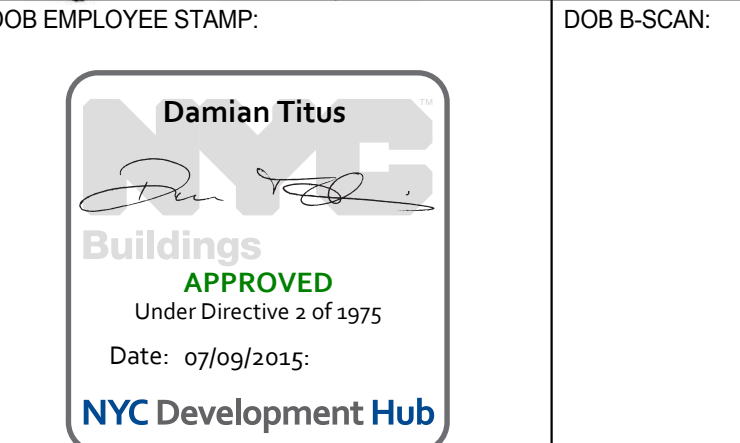 DOB EMPLOYEE STAMP:
DOB B-SCAN:
NYC™
Damian Titus
Buildings
APPROVED
Under Directive 2 of 1975
Date: 07/09/2015:
NYC Development Hub